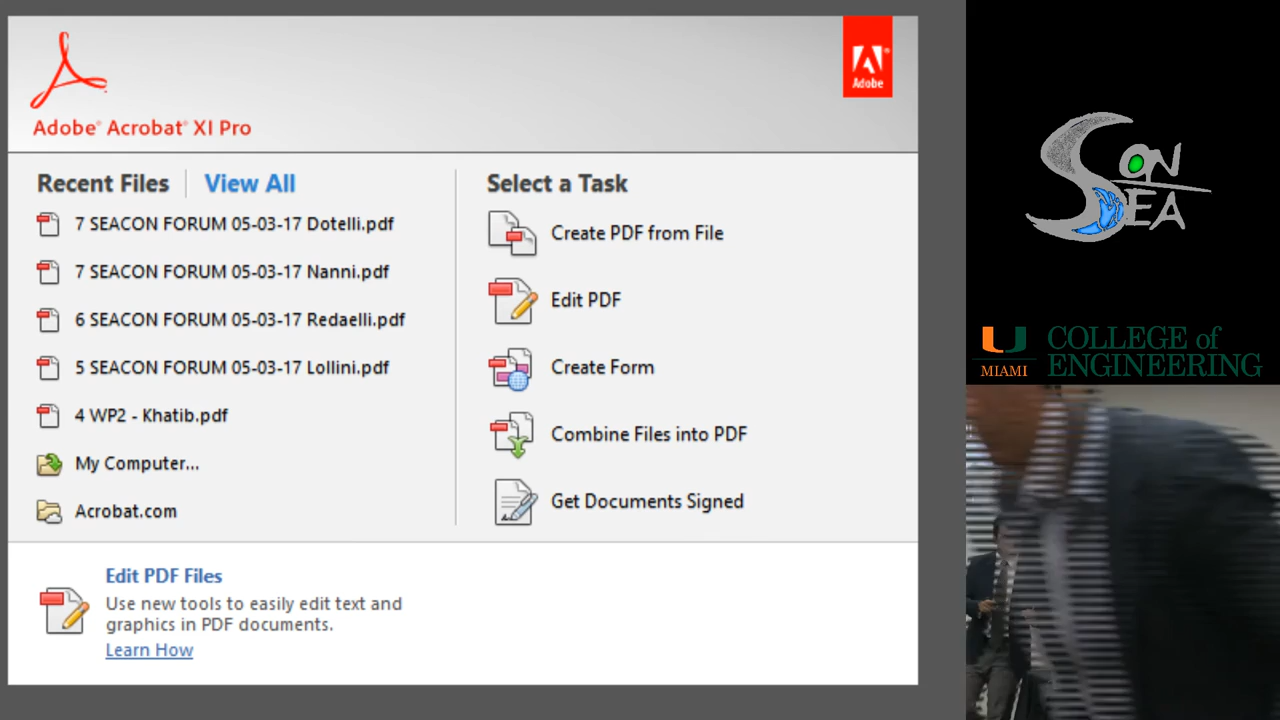 Adobe® Acrobat® XI Pro
Adobe®
Recent Files
View All
7 SEACON FORUM 05-03-17 Dotelli.pdf
7 SEACON FORUM 05-03-17 Nanni.pdf
6 SEACON FORUM 05-03-17 Redaelli.pdf
5 SEACON FORUM 05-03-17 Lollini.pdf
4 WP2 - Khatib.pdf
My Computer...
Acrobat.com
Select a Task
Create PDF from File
Edit PDF
Create Form
Combine Files into PDF
Get Documents Signed
Edit PDF Files
Use new tools to easily edit text and
graphics in PDF documents.
Learn How
SEA
CON
U
MIAMI
COLLEGE of
ENGINEERING